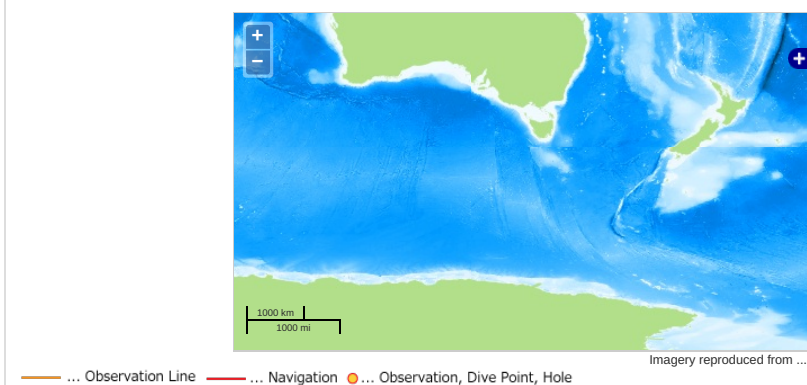 +
−
+
1000 km
1000 mi
Imagery reproduced from ...
... Observation Line ... Navigation ... Observation, Dive Point, Hole